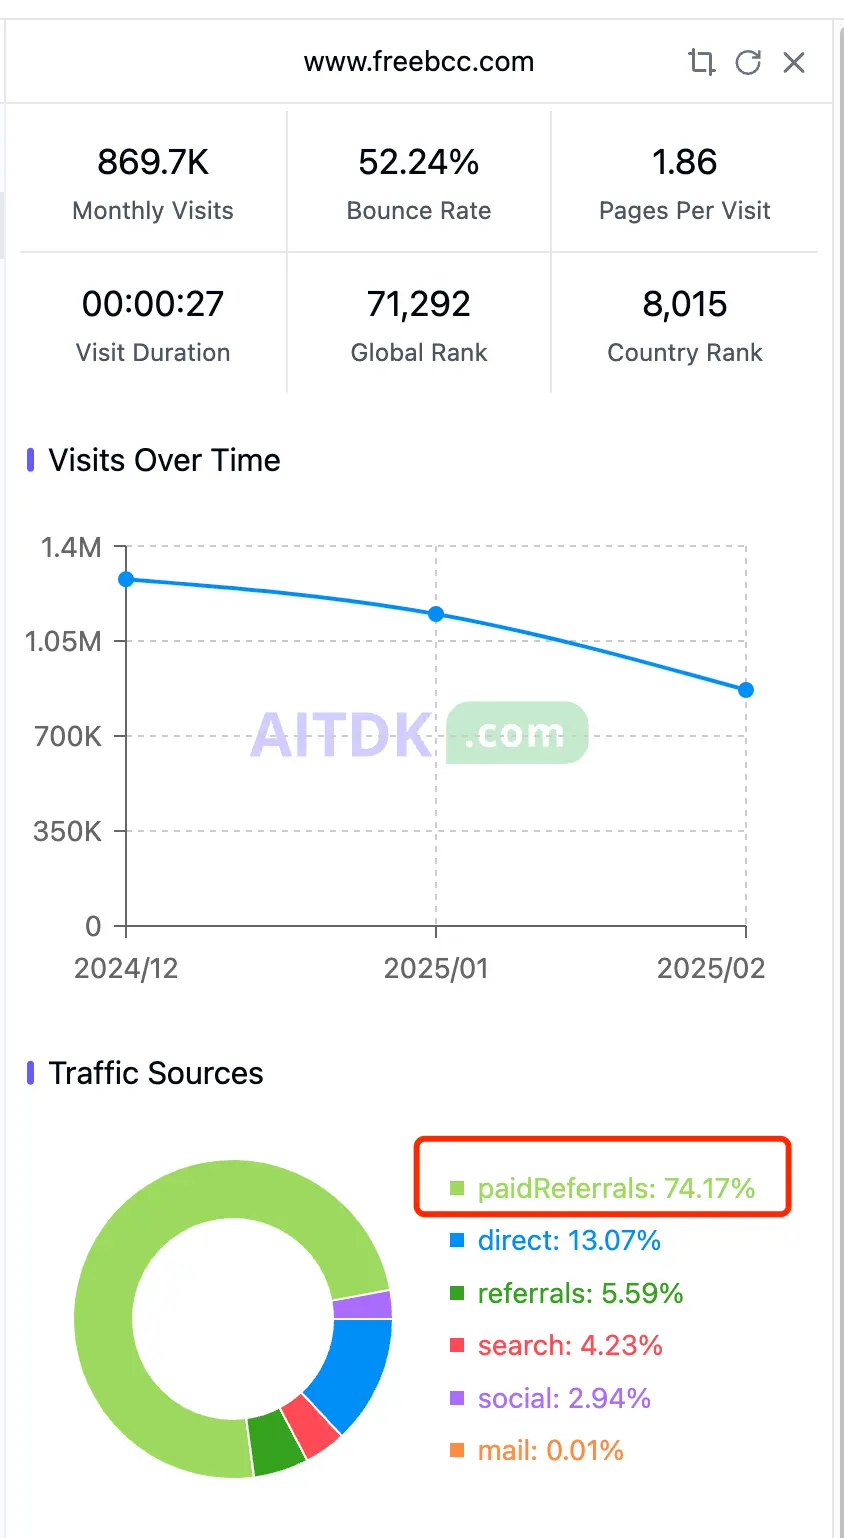 www.freebcc.com
869.7K
52.24%
1.86
Monthly Visits
Bounce Rate
Pages Per Visit
00:00:27
71,292
8,015
Visit Duration
Global Rank
Country Rank
Visits Over Time
1.4M
1.05M
700K
350K
0
2024/12
2025/01
2025/02
AITDK .com
Traffic Sources
paidReferrals: 74.17%
direct: 13.07%
referrals: 5.59%
search: 4.23%
social: 2.94%
mail: 0.01%